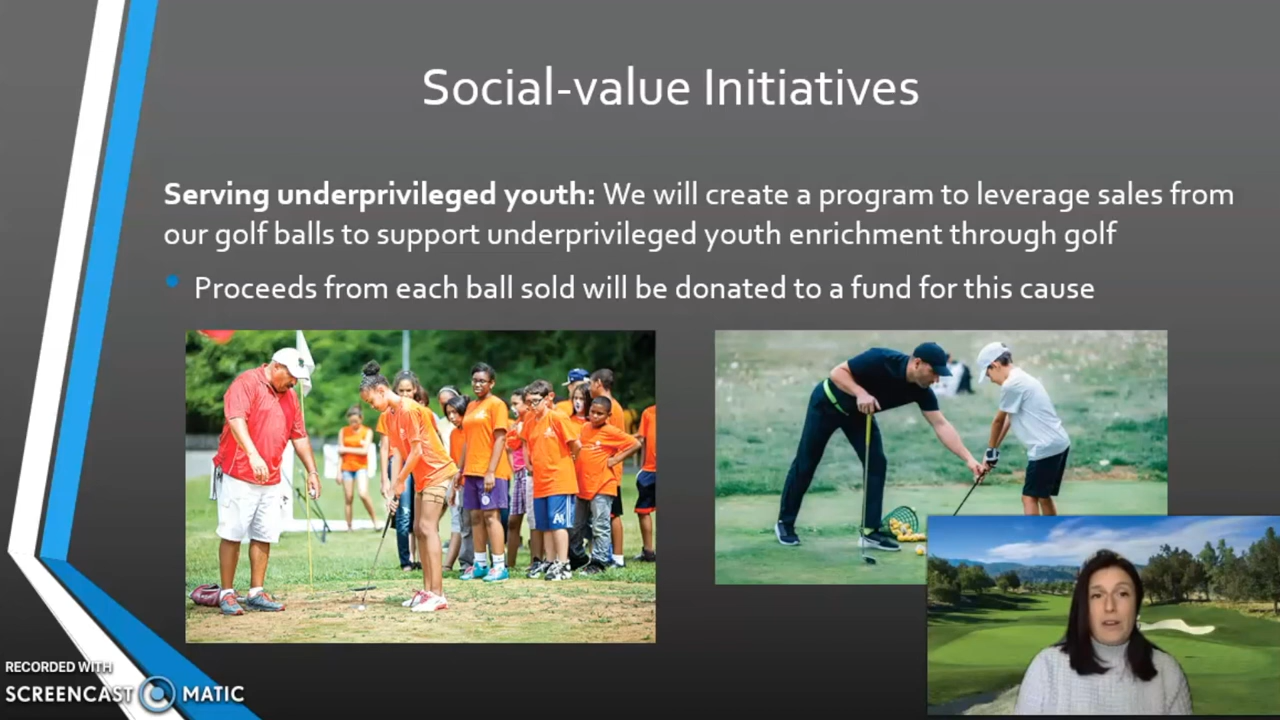 Social-value Initiatives
Serving underprivileged youth: We will create a program to leverage sales from
our golf balls to support underprivileged youth enrichment through golf
Proceeds from each ball sold will be donated to a fund for this cause
RECORDED WITH
SCREENCAST MATIC